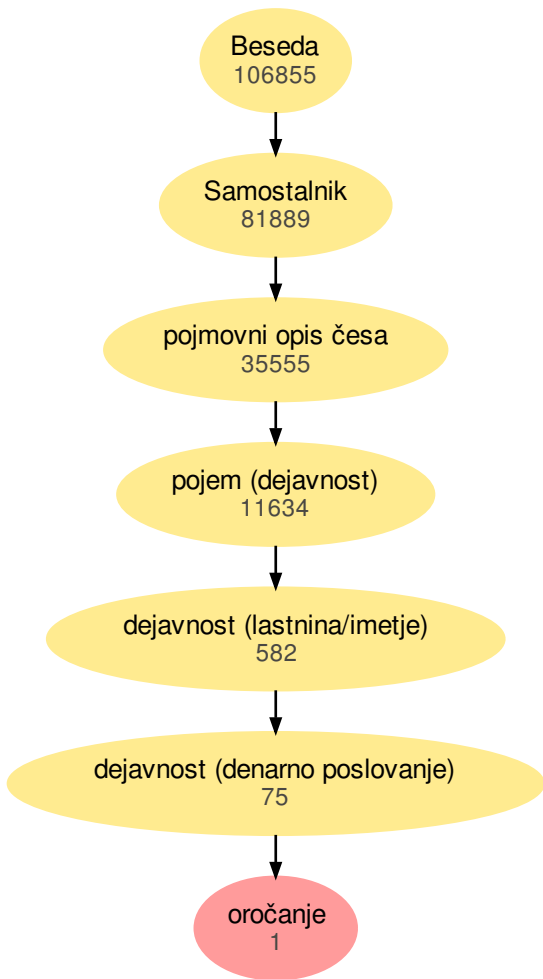 Beseda
106855
Samostalnik
81889
pojmovni opis česa
35555
pojem (dejavnost)
11634
dejavnost (lastnina/imetje)
582
dejavnost (denarno poslovanje)
75
oročanje
1